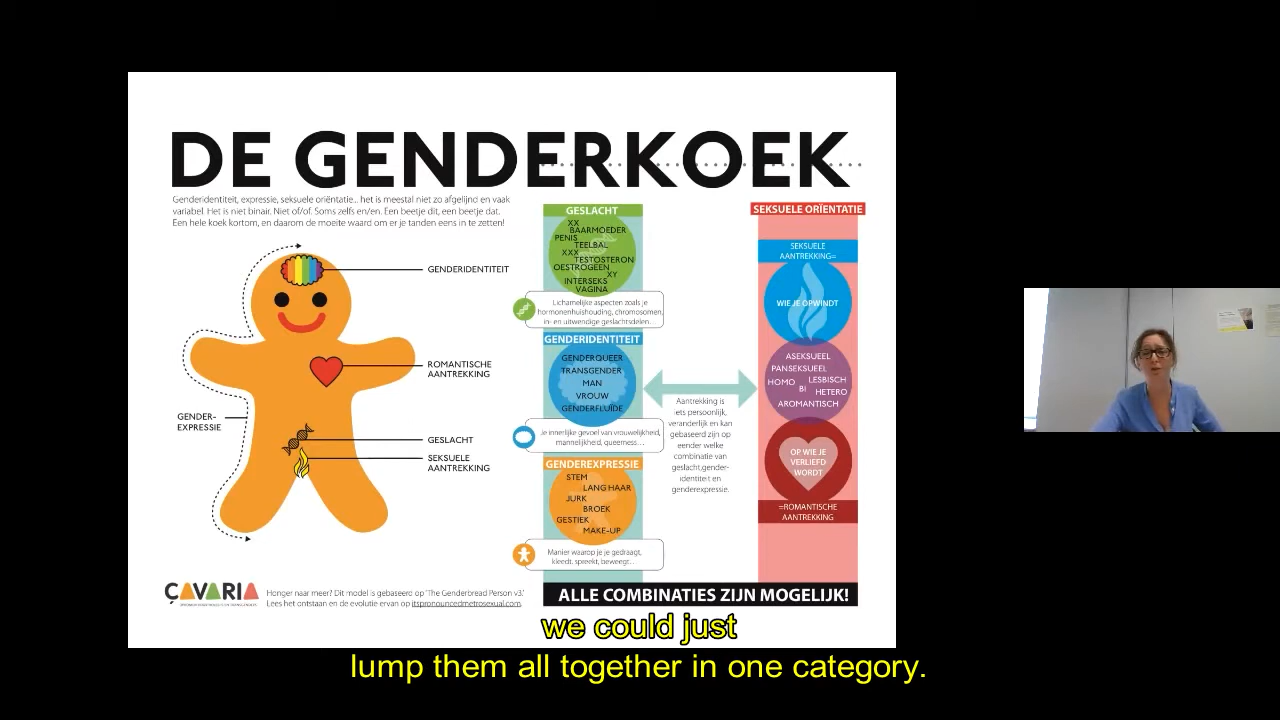 DE GENDERKOEK
Genderidentiteit, expressie, seksuele oriëntatie... het is meestal niet zo afgelijnd en vaak
variabel. Het is niet binair. Niet of/of. Soms zelfs en/en. Een beetje dit, een beetje dat.
Een hele koek kortom, en daarom de moeite waard om er je tanden eens in te zetten!
GENDERIDENTITEIT
ROMANTISCHE
AANTREKKING
GENDER-
EXPRESSIE
GESLACHT
SEKSUELE
AANTREKKING
GESLACHT
XX
BAARMOEDER
PENIS
TEELBAL
XXX
TESTOSTERON
OESTROGEEN
XY
INTERSEKS
VAGINA
Lichamelijke aspecten zoals je
hormonenhuishouding, chromosomen,
in- en uitwendige geslachtsdelen...
GENDERIDENTITEIT
GENDERQUEER
TRANSGENDER
MAN
VROUW
GENDERFLUÏDE
Je innerlijke gevoel van vrouwelijkheid,
mannelijkheid, queerness...
GENDEREXPRESSIE
STEM
LANG HAAR
JURK
BROEK
GESTIEK
MAKE-UP
Manier waarop je je gedraagt,
kleedt, spreekt, beweegt...
Aantrekking is
iets persoonlijk,
veranderlijk en kan
gebaseerd zijn op
eender welke
combinatie van
geslacht,gender-
identiteit en
genderexpressie.
SEKSUELE ORÏENTATIE
SEKSUELE
AANTREKKING=
WIE JE OPWINDT
ASEKSUEEL
PANSEKSUEEL
HOMO BI LESBISCH
HETERO
AROMANTISCH
OP WIE JE
VERLIEFD
WORDT
=ROMANTISCHE
AANTREKKING
ÇAVARIA
Honger naar meer? Dit model is gebaseerd op 'The Genderbread Person v3.'
Lees het ontstaan en de evolutie ervan op itspronouncedmetrosexual.com.
ALLE COMBINATIES ZIJN MOGELIJK!
we could just
lump them all together in one category.